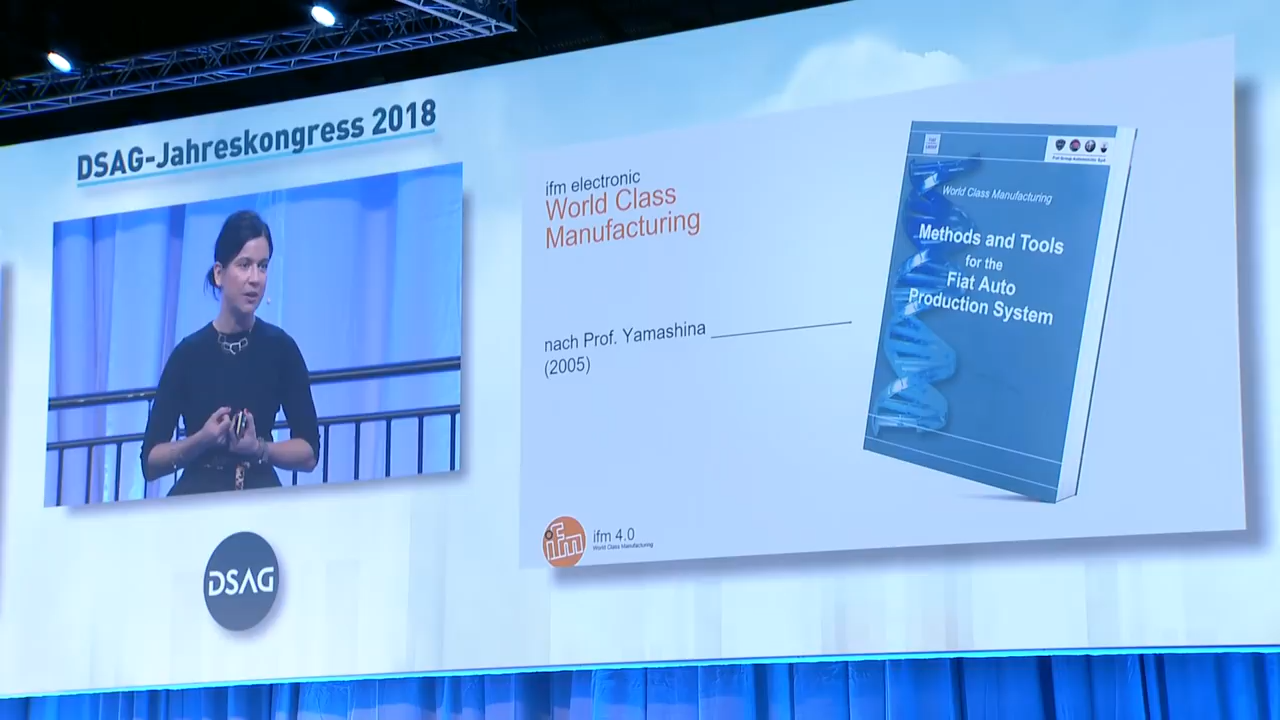 DSAG-Jahreskongress 2018
DSAG
ifm electronic
World Class
Manufacturing
nach Prof. Yamashina
(2005)
World Class Manufacturing
Methods and Tools
for the
Fiat Auto
Production System
ifm
ifm 4.0
World Class Manufacturing